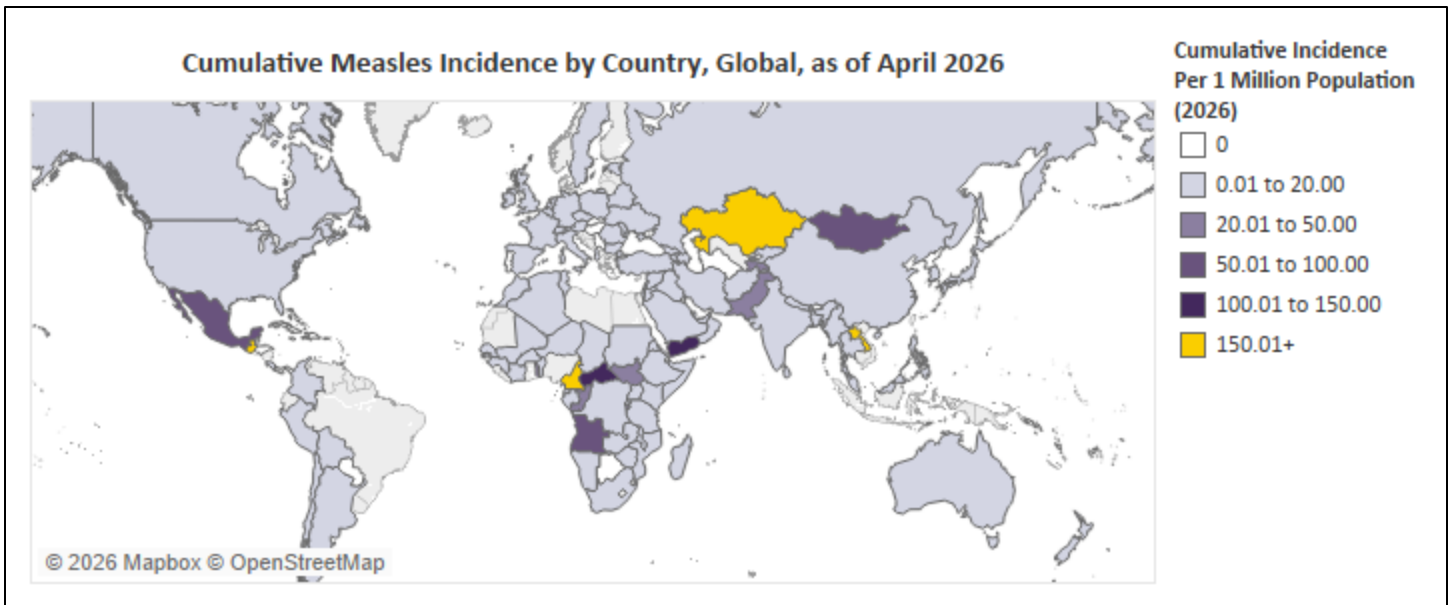 Cumulative Measles Incidence by Country, Global, as of April 2026
Cumulative Incidence
Per 1 Million Population
(2026)
0
0.01 to 20.00
20.01 to 50.00
50.01 to 100.00
100.01 to 150.00
150.01+
© 2026 Mapbox © OpenStreetMap